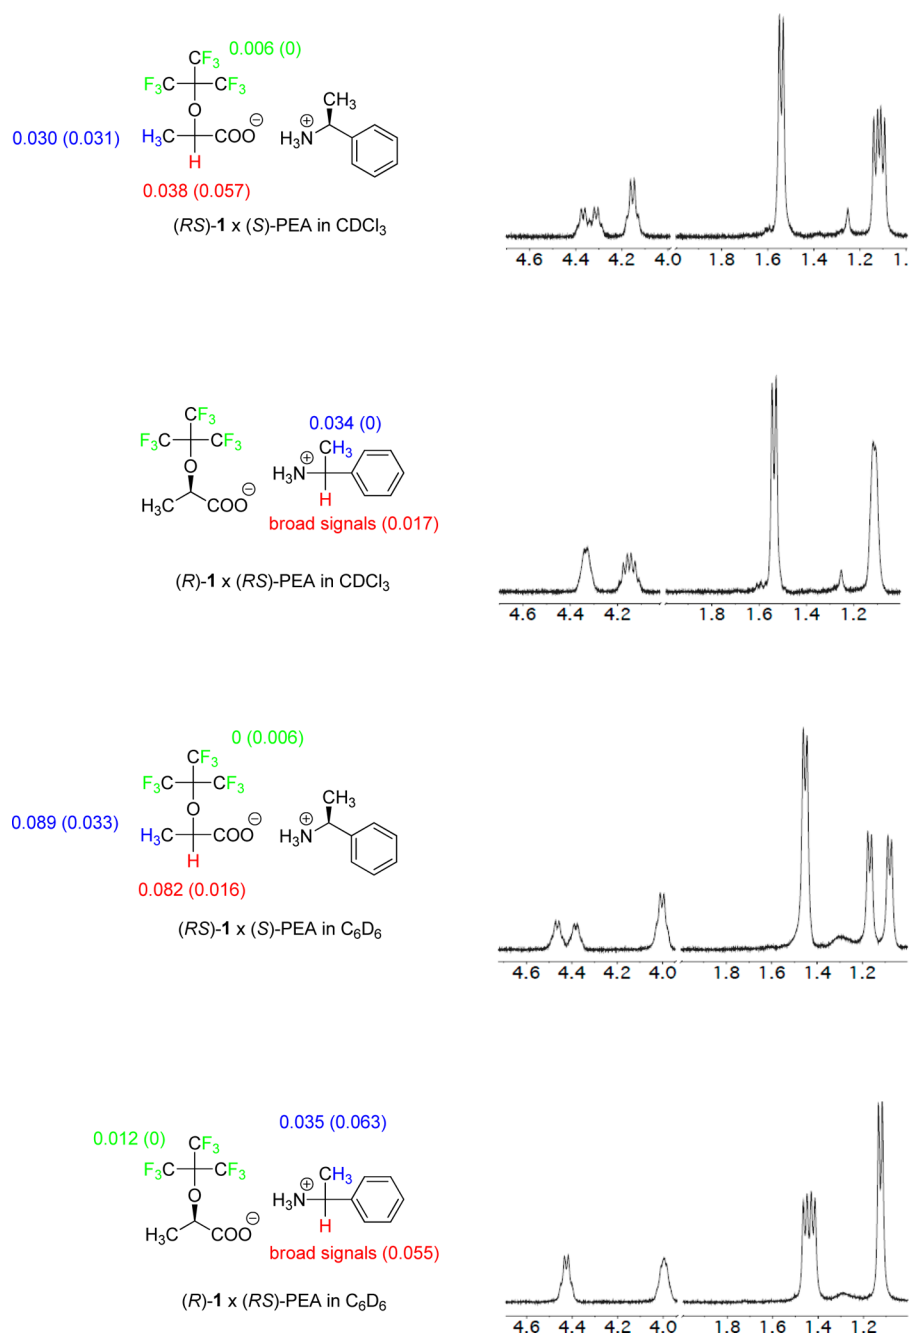 0.006 (0)
CF₃
F₃C CF₃
O
0.030 (0.031) H₃C COO⊖ H₃N⊕ CH₃
H
0.038 (0.057)
(RS)-1 x (S)-PEA in CDCl₃
4.6 4.4 4.2 4.0 1.8 1.6 1.4 1.2 1.
CF₃
F₃C CF₃
O
H₃C COO⊖
0.034 (0)
CH₃
H₃N⊕
H
broad signals (0.017)
(R)-1 x (RS)-PEA in CDCl₃
4.6 4.4 4.2 1.8 1.6 1.4 1.2
0 (0.006)
CF₃
F₃C CF₃
O
0.089 (0.033) H₃C COO⊖ H₃N⊕ CH₃
H
0.082 (0.016)
(RS)-1 x (S)-PEA in C₆D₆
4.6 4.4 4.2 4.0 1.8 1.6 1.4 1.2
0.012 (0)
CF₃
F₃C CF₃
O
H₃C COO⊖
0.035 (0.063)
CH₃
H₃N⊕
H
broad signals (0.055)
(R)-1 x (RS)-PEA in C₆D₆
4.6 4.4 4.2 4.0 1.8 1.6 1.4 1.2